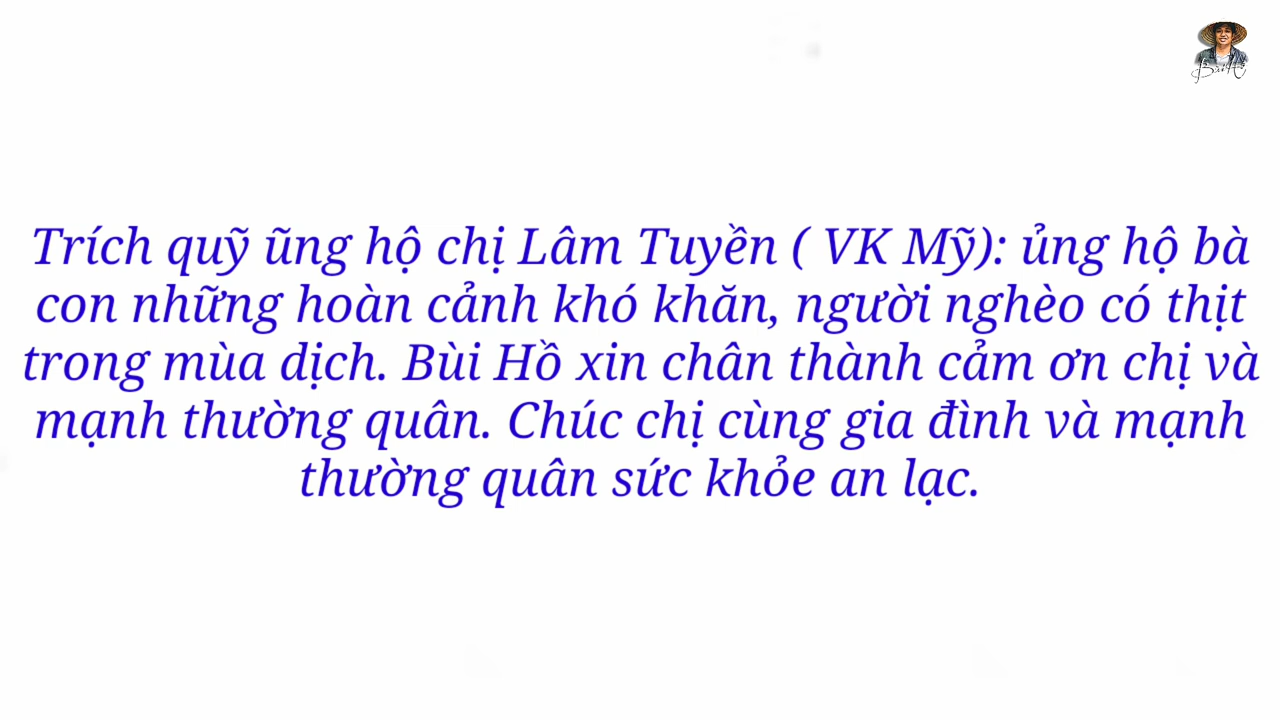 Trích quỹ ũng hộ chị Lâm Tuyền ( VK Mỹ): ủng hộ bà
con những hoàn cảnh khó khăn, người nghèo có thịt
trong mùa dịch. Bùi Hồ xin chân thành cảm ơn chị và
mạnh thường quân. Chúc chị cùng gia đình và mạnh
thường quân sức khỏe an lạc.